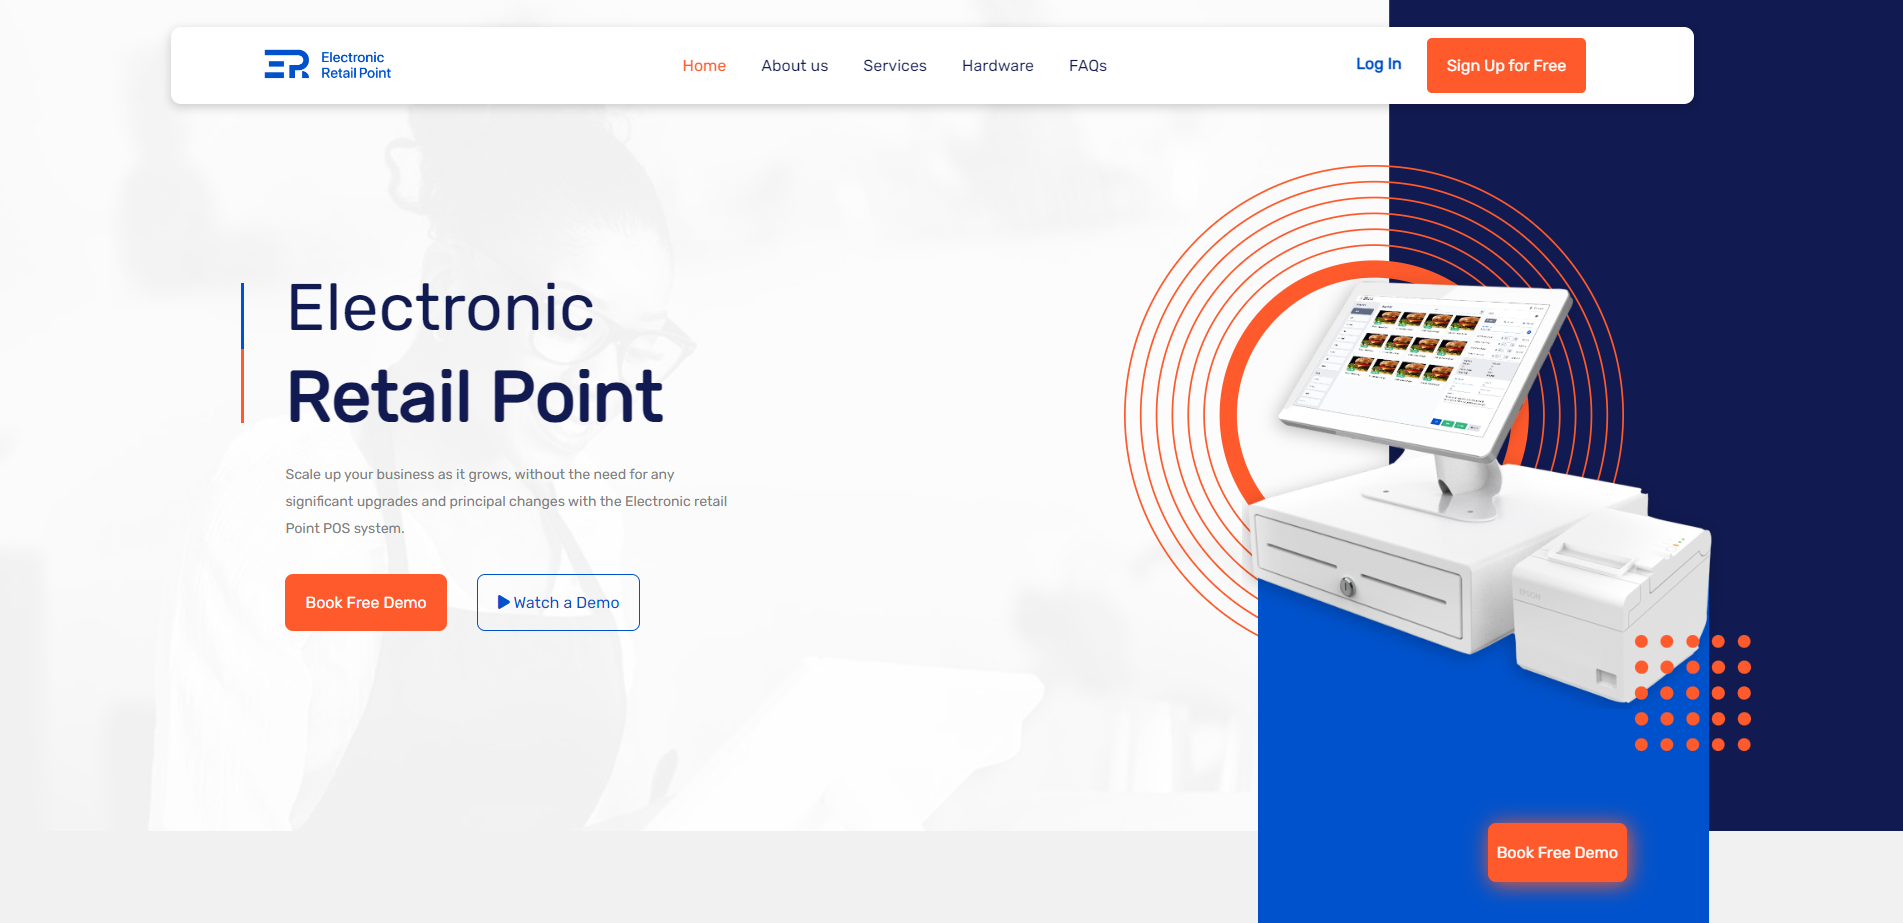 Electronic
Retail Point
Home
About us
Services
Hardware
FAQs
Log In
Sign Up for Free
Electronic
Retail Point
Scale up your business as it grows, without the need for any
significant upgrades and principal changes with the Electronic retail
Point POS system.
Book Free Demo
Watch a Demo
EPSON
Book Free Demo